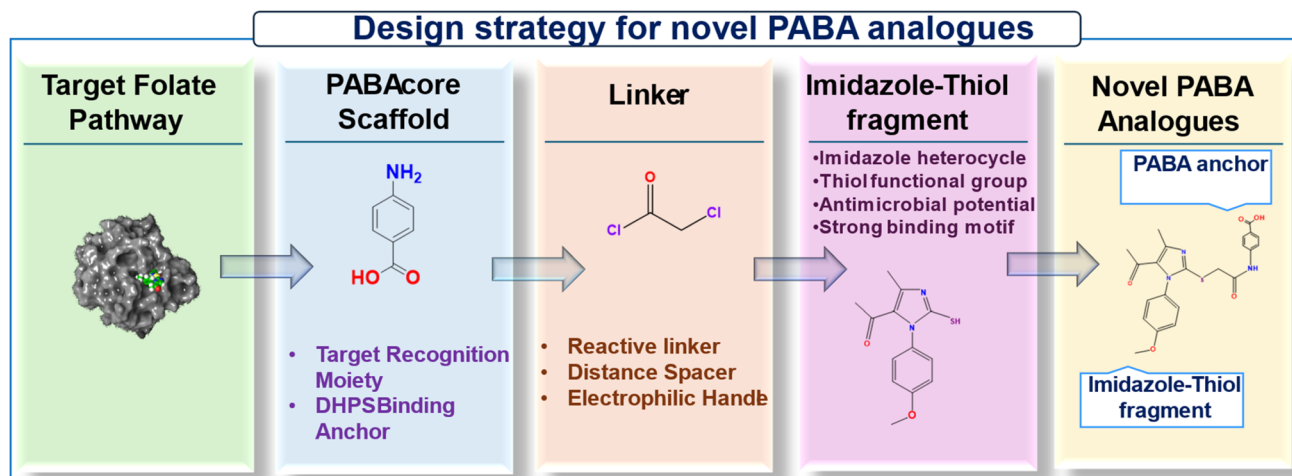 Design strategy for novel PABA analogues
Target Folate
Pathway
PABAcore
Scaffold
NH2
HO
O
• Target Recognition
Moiety
• DHPSBinding
Anchor
Linker
O
Cl
Cl
• Reactive linker
• Distance Spacer
• Electrophilic Handle
Imidazole-Thiol
fragment
•Imidazole heterocycle
•Thiol functional group
•Antimicrobial potential
•Strong binding motif
N
SH
N
O
O
Novel PABA
Analogues
PABA anchor
O
OH
N
NH
N
S
O
O
O
Imidazole-Thiol
fragment